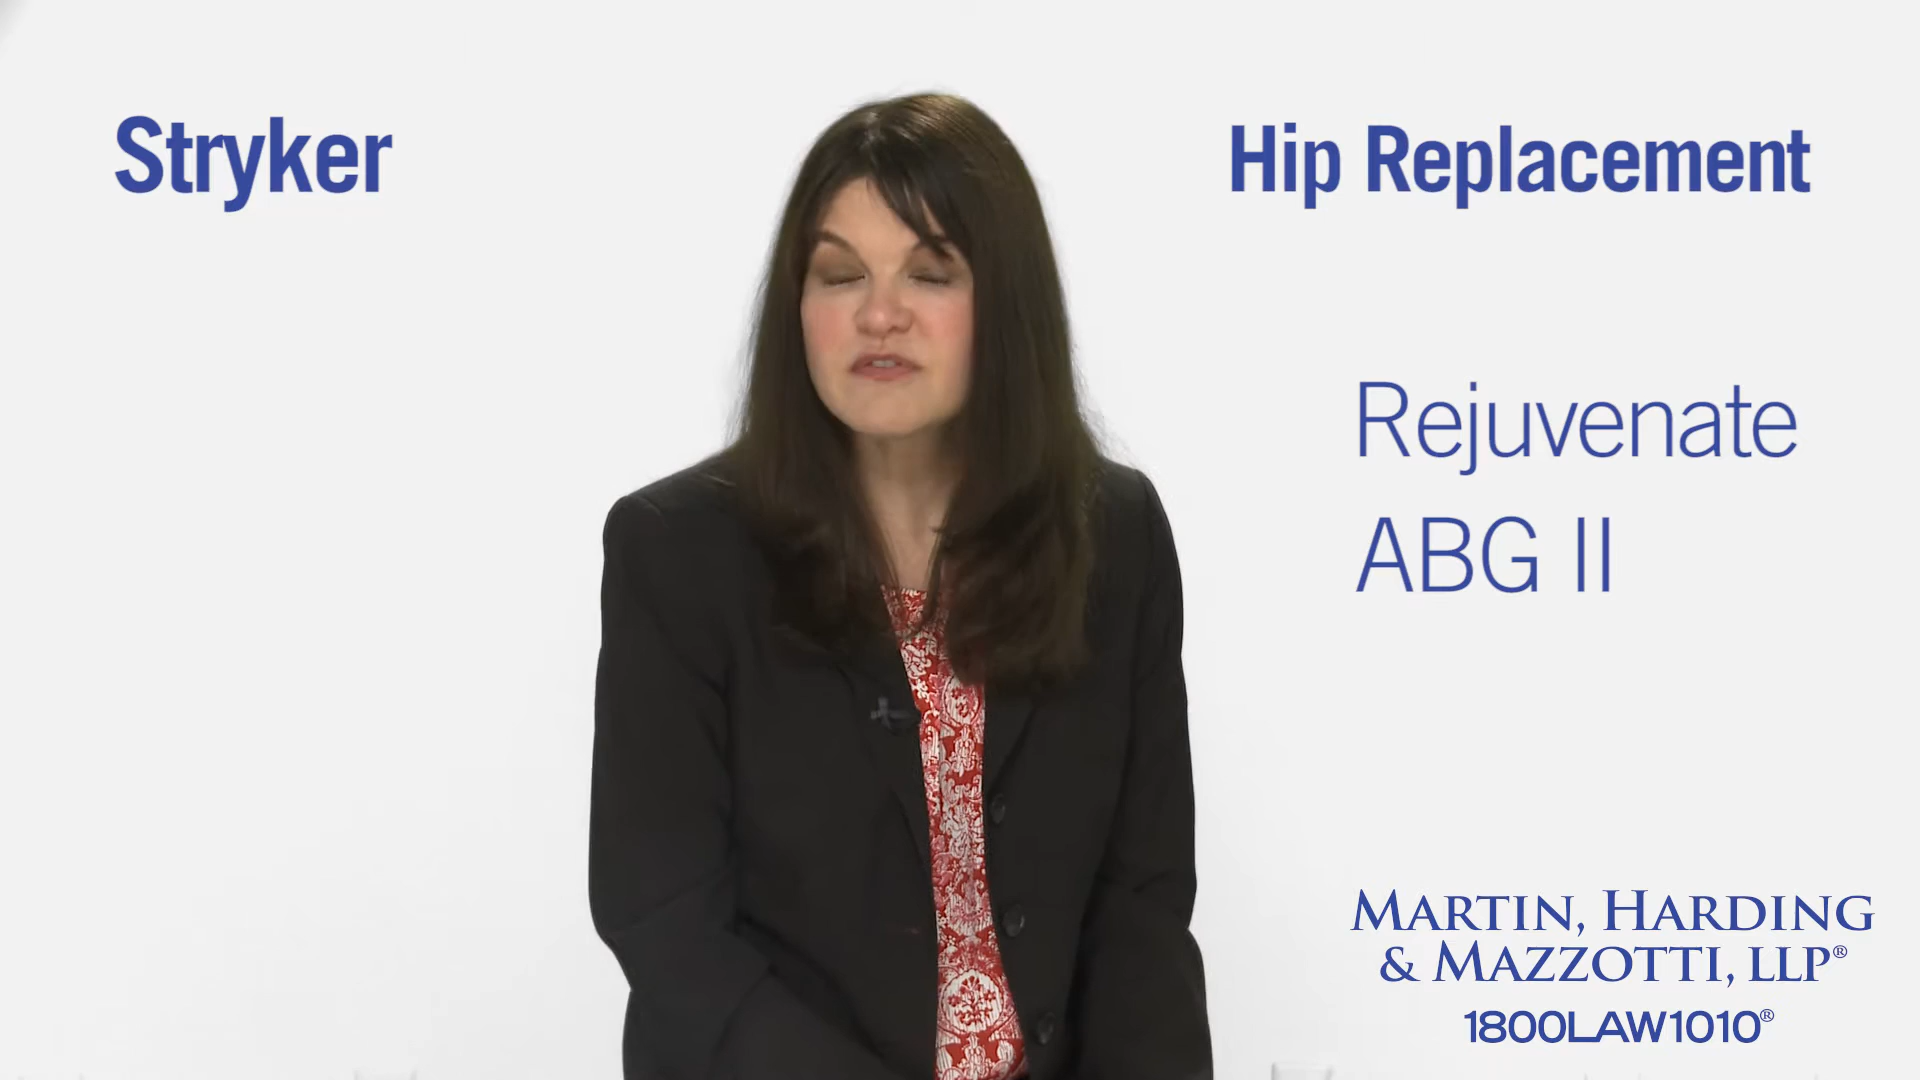 Stryker
Hip Replacement
Rejuvenate
ABG II
MARTIN, HARDING
& MAZZOTTI, LLP®
1800LAW1010®